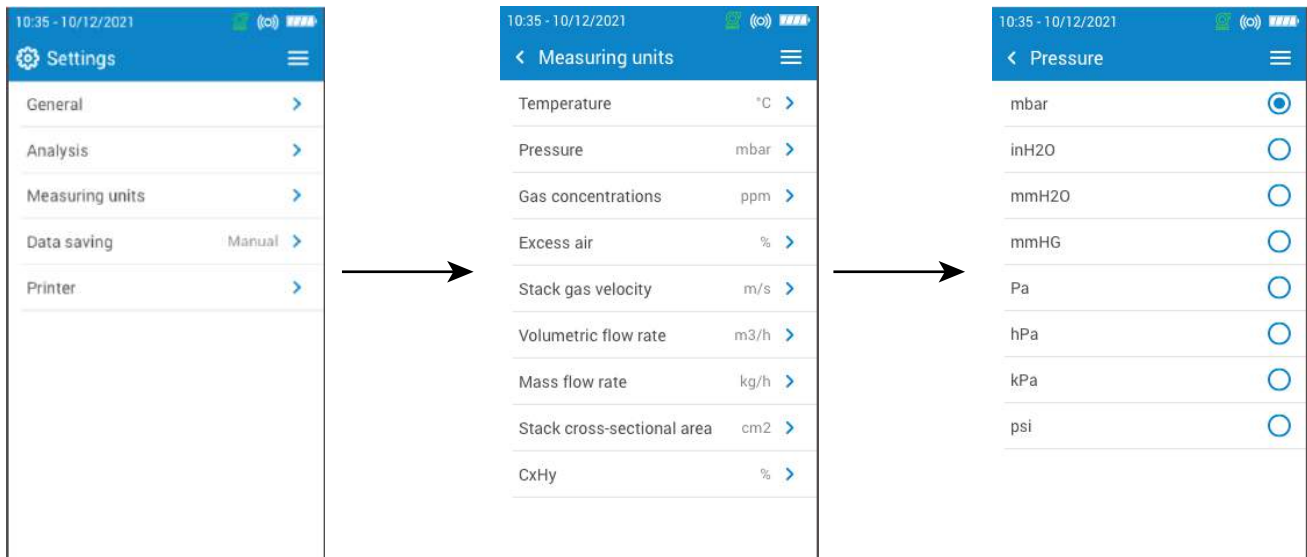 10:35 - 10/12/2021
Settings
General
Analysis
Measuring units
Data saving Manual
Printer
10:35 - 10/12/2021
Measuring units
Temperature °C
Pressure mbar
Gas concentrations ppm
Excess air %
Stack gas velocity m/s
Volumetric flow rate m3/h
Mass flow rate kg/h
Stack cross-sectional area cm2
CxHy %
10:35 - 10/12/2021
Pressure
mbar
inH2O
mmH2O
mmHG
Pa
hPa
kPa
psi